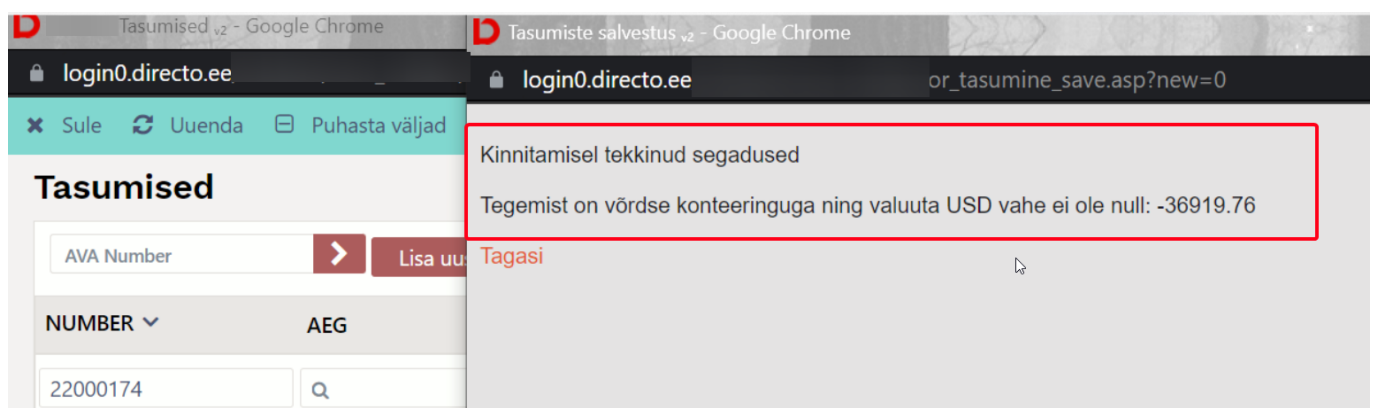 Tasumised v2 - Google Chrome
Tasumiste salvestus v2 - Google Chrome
login0.directo.ee
login0.directo.ee or_tasumine_save.asp?new=0
Sule Uuenda Puhasta väljad
Kinnitamisel tekkinud segadused
Tasumised
Tegemist on võrdse konteeringuga ning valuuta USD vahe ei ole null: -36919.76
AVA Number
Lisa uu
Tagasi
NUMBER AEG
22000174